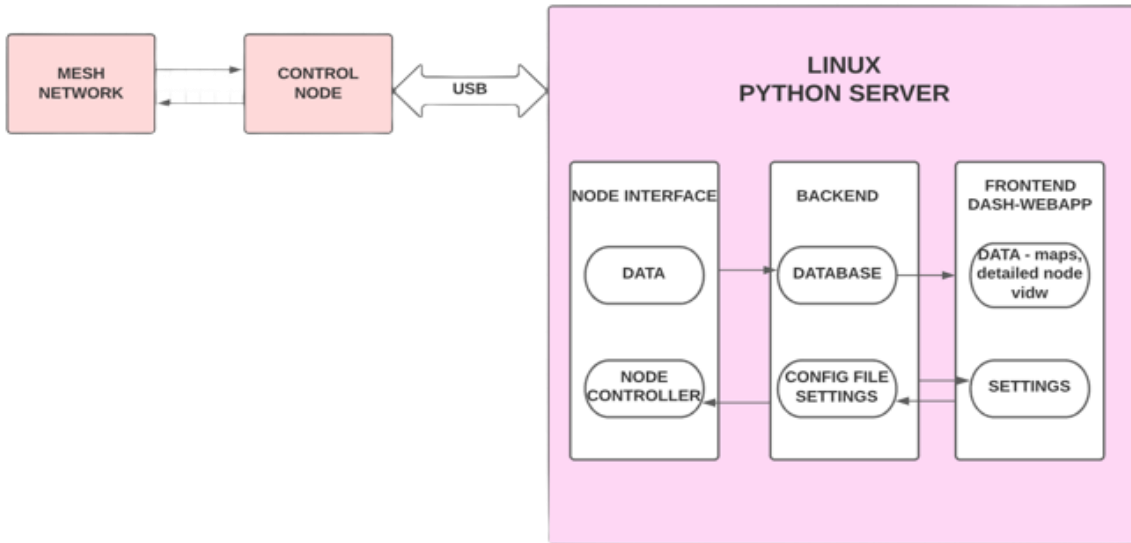 MESH
NETWORK
CONTROL
NODE
USB
LINUX
PYTHON SERVER
NODE INTERFACE
DATA
NODE
CONTROLLER
BACKEND
DATABASE
CONFIG FILE
SETTINGS
FRONTEND
DASH-WEBAPP
DATA - maps,
detailed node
vidw
SETTINGS